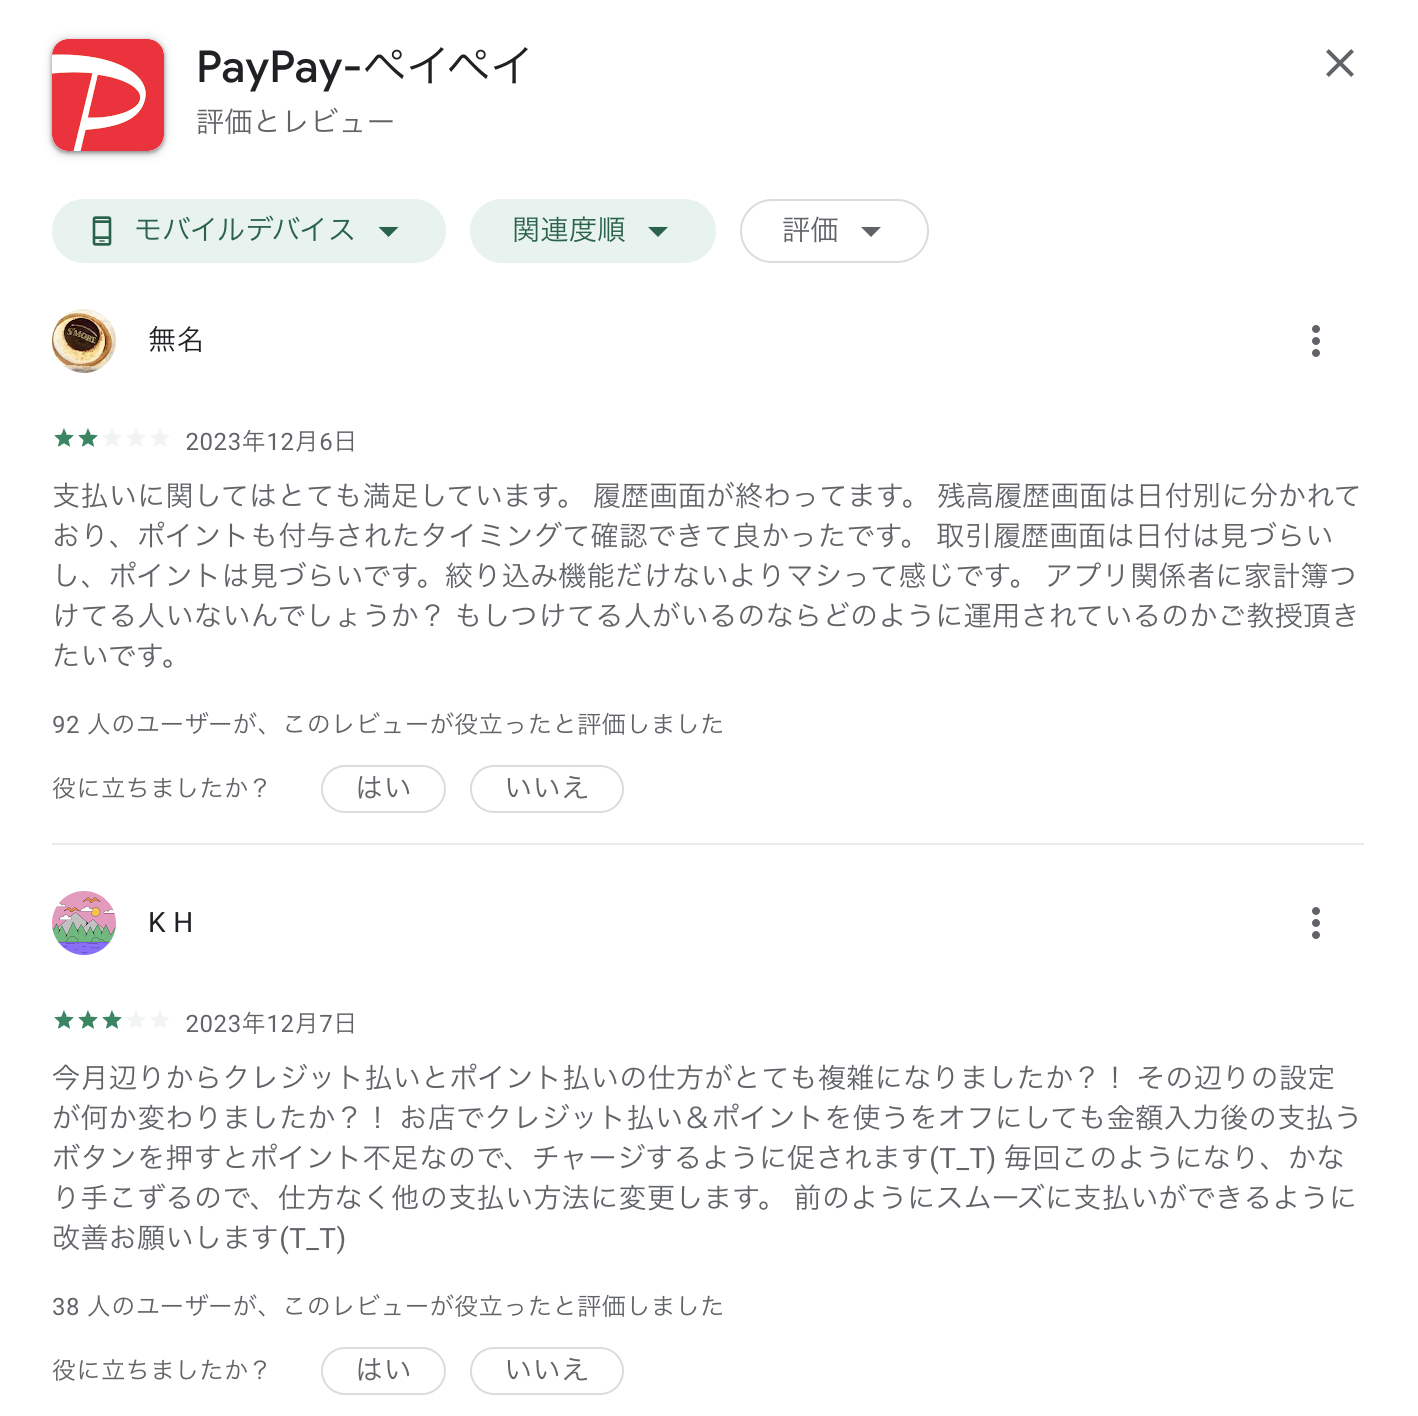 PayPay-ペイペイ
評価とレビュー
モバイルデバイス
関連度順
評価
S'MORE
無名
2023年12月6日
支払いに関してはとても満足しています。 履歴画面が終わってます。 残高履歴画面は日付別に分かれて
おり、ポイントも付与されたタイミングて確認できて良かったです。 取引履歴画面は日付は見づらい
し、ポイントは見づらいです。絞り込み機能だけないよりマシって感じです。 アプリ関係者に家計簿つ
けてる人いないんでしょうか？ もしつけてる人がいるのならどのように運用されているのかご教授頂き
たいです。
92 人のユーザーが、このレビューが役立ったと評価しました
役に立ちましたか？
はい
いいえ
K H
2023年12月7日
今月辺りからクレジット払いとポイント払いの仕方がとても複雑になりましたか？！ その辺りの設定
が何か変わりましたか？！ お店でクレジット払い＆ポイントを使うをオフにしても金額入力後の支払う
ボタンを押すとポイント不足なので、チャージするように促されます(T_T) 毎回このようになり、かな
り手こずるので、仕方なく他の支払い方法に変更します。 前のようにスムーズに支払いができるように
改善お願いします(T_T)
38 人のユーザーが、このレビューが役立ったと評価しました
役に立ちましたか？
はい
いいえ